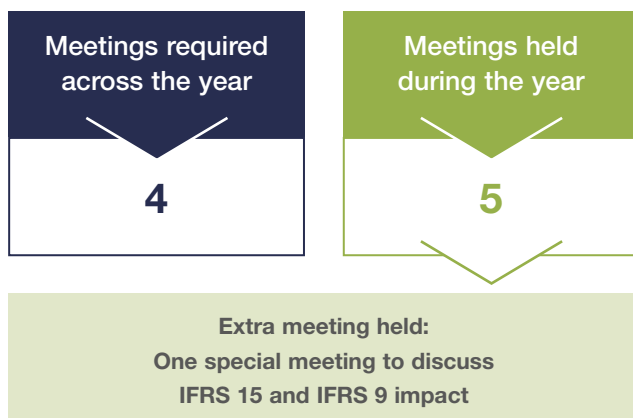 Meetings required
across the year
4
Meetings held
during the year
5
Extra meeting held:
One special meeting to discuss
IFRS 15 and IFRS 9 impact